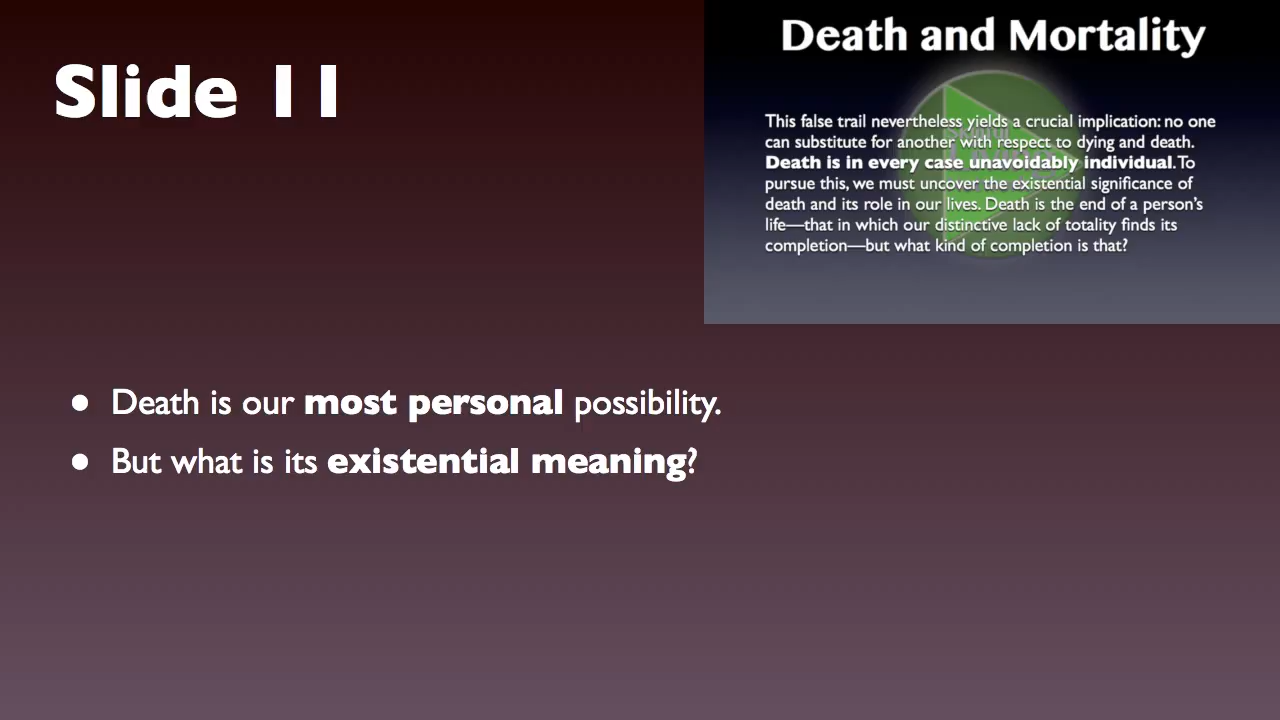 Slide 11
Death and Mortality
This false trail nevertheless yields a crucial implication: no one
can substitute for another with respect to dying and death.
Death is in every case unavoidably individual. To
pursue this, we must uncover the existential significance of
death and its role in our lives. Death is the end of a person's
life—that in which our distinctive lack of totality finds its
completion—but what kind of completion is that?
• Death is our most personal possibility.
• But what is its existential meaning?